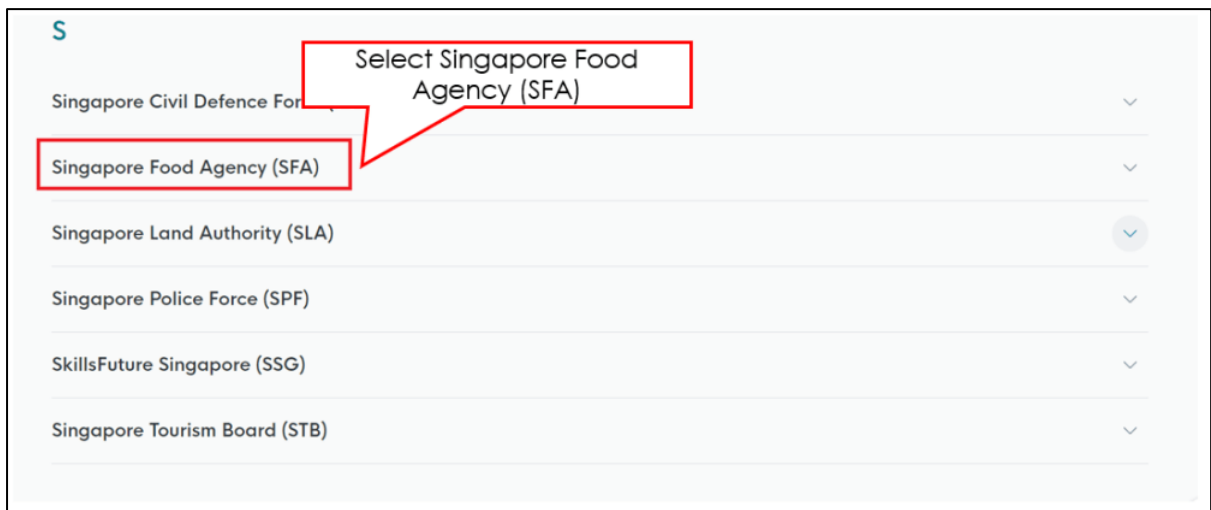 S
Select Singapore Food
Agency (SFA)
Singapore Civil Defence
Singapore Food Agency (SFA)
Singapore Land Authority (SLA)
Singapore Police Force (SPF)
SkillsFuture Singapore (SSG)
Singapore Tourism Board (STB)